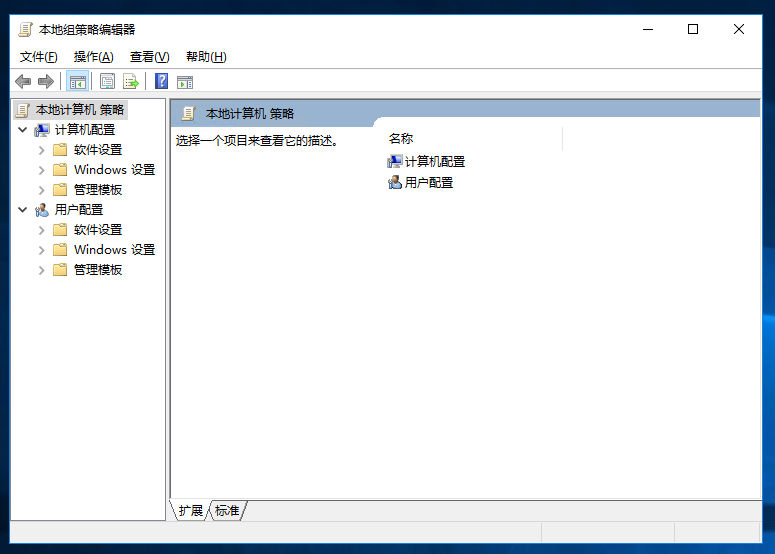 本地组策略编辑器
文件(F) 操作(A) 查看(V) 帮助(H)
本地计算机 策略
计算机配置
软件设置
Windows 设置
管理模板
用户配置
软件设置
Windows 设置
管理模板
本地计算机 策略
选择一个项目来查看它的描述。
名称
计算机配置
用户配置
扩展 标准